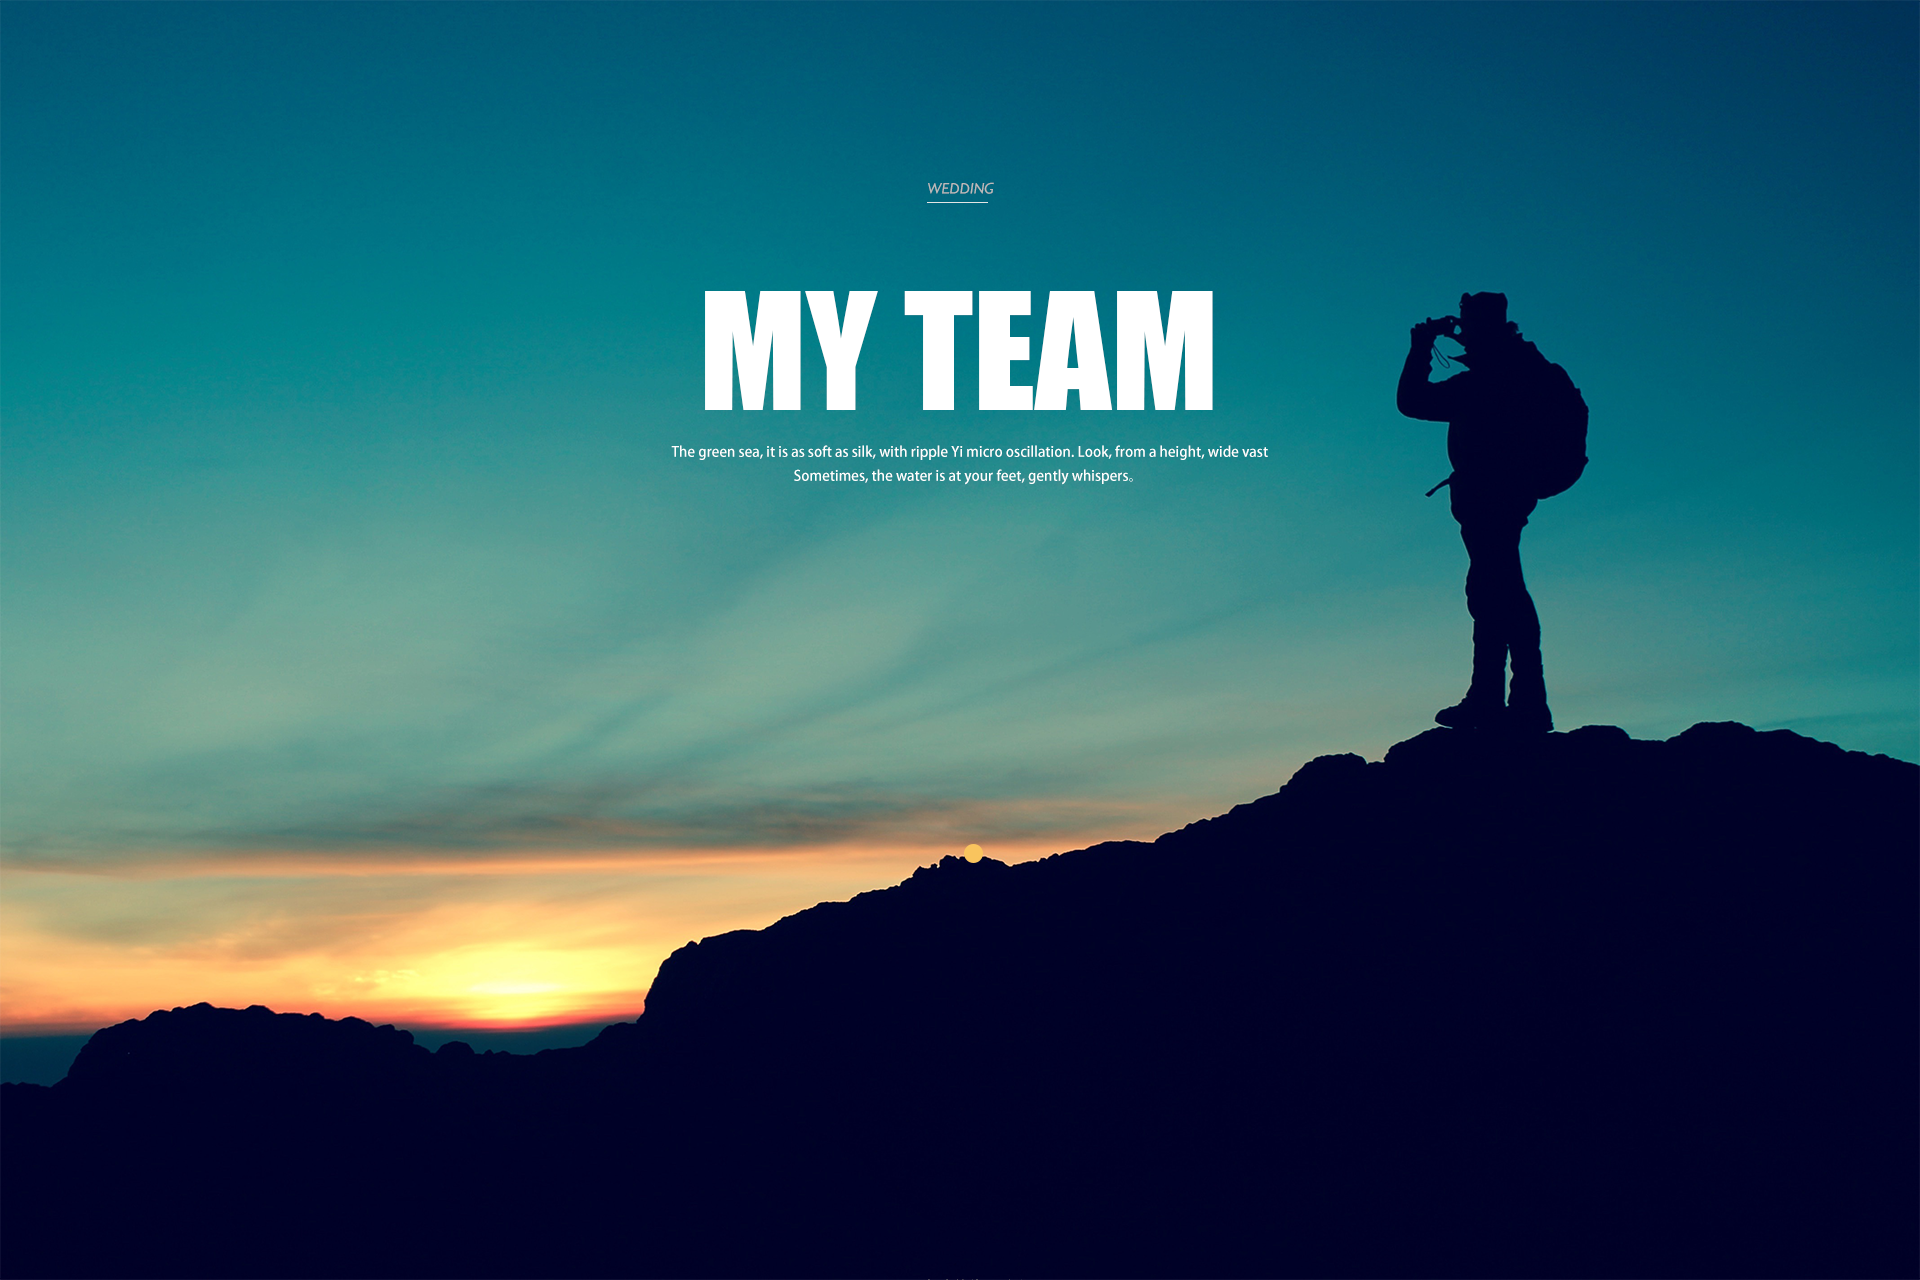 WEDDING
MY TEAM
The green sea, it is as soft as silk, with ripple Yi micro oscillation. Look, from a height, wide vast
Sometimes, the water is at your feet, gently whispers。